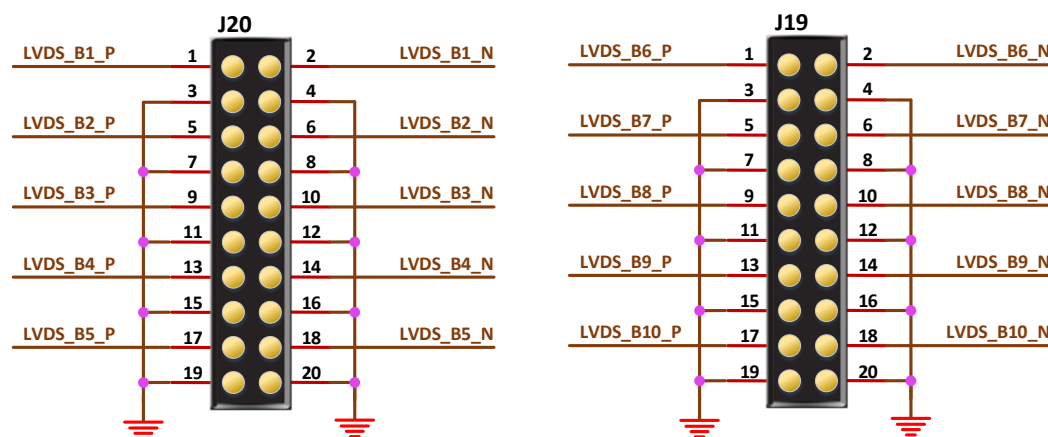 J20
LVDS_B1_P 1 2 LVDS_B1_N
3 4
LVDS_B2_P 5 6 LVDS_B2_N
7 8
LVDS_B3_P 9 10 LVDS_B3_N
11 12
LVDS_B4_P 13 14 LVDS_B4_N
15 16
LVDS_B5_P 17 18 LVDS_B5_N
19 20
J19
LVDS_B6_P 1 2 LVDS_B6_N
3 4
LVDS_B7_P 5 6 LVDS_B7_N
7 8
LVDS_B8_P 9 10 LVDS_B8_N
11 12
LVDS_B9_P 13 14 LVDS_B9_N
15 16
LVDS_B10_P 17 18 LVDS_B10_N
19 20